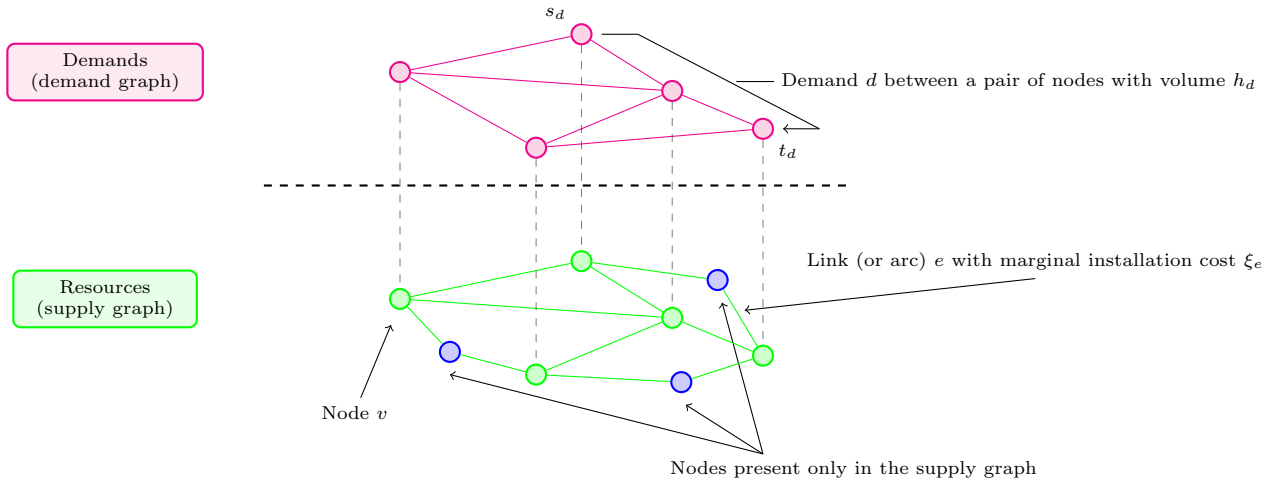 s_d
Demands
(demand graph)
Demand d between a pair of nodes with volume h_d
t_d
Link (or arc) e with marginal installation cost ξ_e
Resources
(supply graph)
Node v
Nodes present only in the supply graph